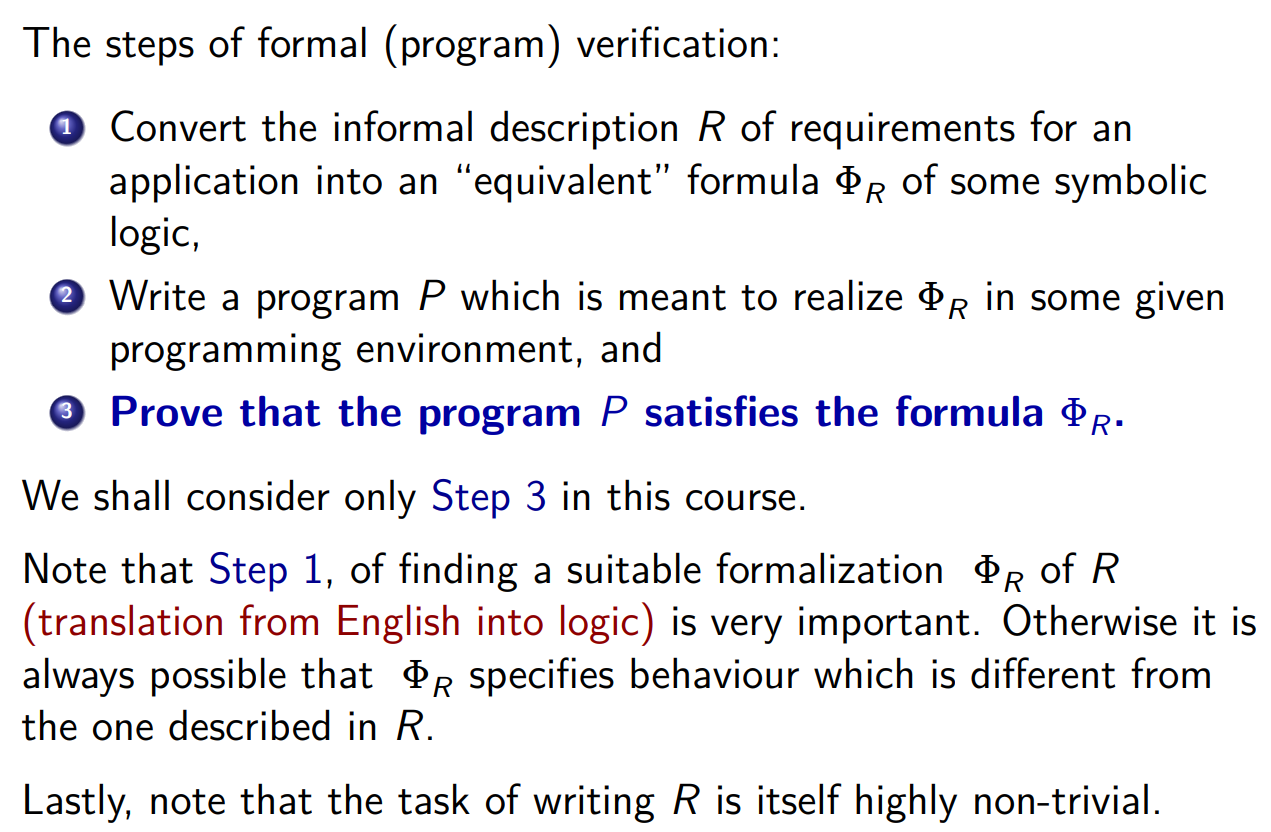 The steps of formal (program) verification:
1 Convert the informal description R of requirements for an
application into an “equivalent” formula Φ_R of some symbolic
logic,
2 Write a program P which is meant to realize Φ_R in some given
programming environment, and
3 Prove that the program P satisfies the formula Φ_R.
We shall consider only Step 3 in this course.
Note that Step 1, of finding a suitable formalization Φ_R of R
(translation from English into logic) is very important. Otherwise it is
always possible that Φ_R specifies behaviour which is different from
the one described in R.
Lastly, note that the task of writing R is itself highly non-trivial.